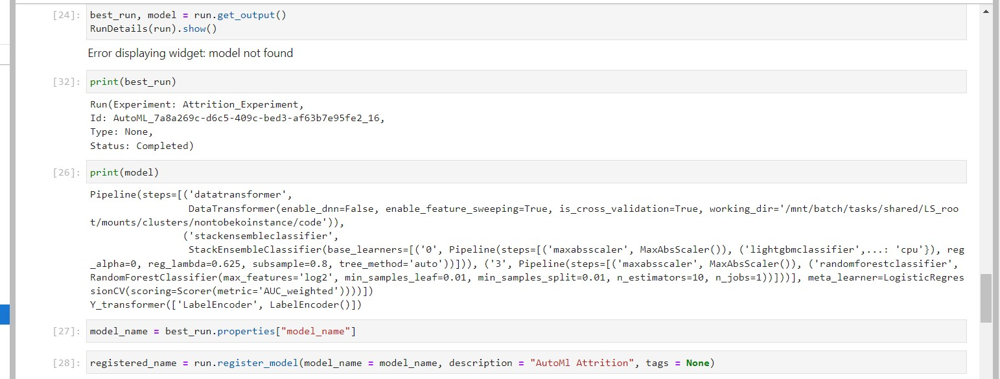 [24]: best_run, model = run.get_output()
RunDetails(run).show()
Error displaying widget: model not found
[32]: print(best_run)
Run(Experiment: Attrition_Experiment,
Id: AutoML_7a8a269c-d6c5-409c-bed3-af63b7e95fe2_16,
Type: None,
Status: Completed)
[26]: print(model)
Pipeline(steps=[('datatransformer',
DataTransformer(enable_dnn=False, enable_feature_sweeping=True, is_cross_validation=True, working_dir='/mnt/batch/tasks/shared/LS_roo
t/mounts/clusters/nontobekoinstance/code')),
('stackensembleclassifier',
StackEnsembleClassifier(base_learners=[('0', Pipeline(steps=[('maxabsscaler', MaxAbsScaler()), ('lightgbmclassifier',...: 'cpu'}), reg
_alpha=0, reg_lambda=0.625, subsample=0.8, tree_method='auto'))])), ('3', Pipeline(steps=[('maxabsscaler', MaxAbsScaler()), ('randomforestclassifier',
RandomForestClassifier(max_features='log2', min_samples_leaf=0.01, min_samples_split=0.01, n_estimators=10, n_jobs=1))]))], meta_learner=LogisticRegres
sionCV(scoring=Scorer(metric='AUC_weighted'))))])
Y_transformer(['LabelEncoder', LabelEncoder()])
[27]: model_name = best_run.properties["model_name"]
[28]: registered_name = run.register_model(model_name = model_name, description = "AutoMl Attrition", tags = None)